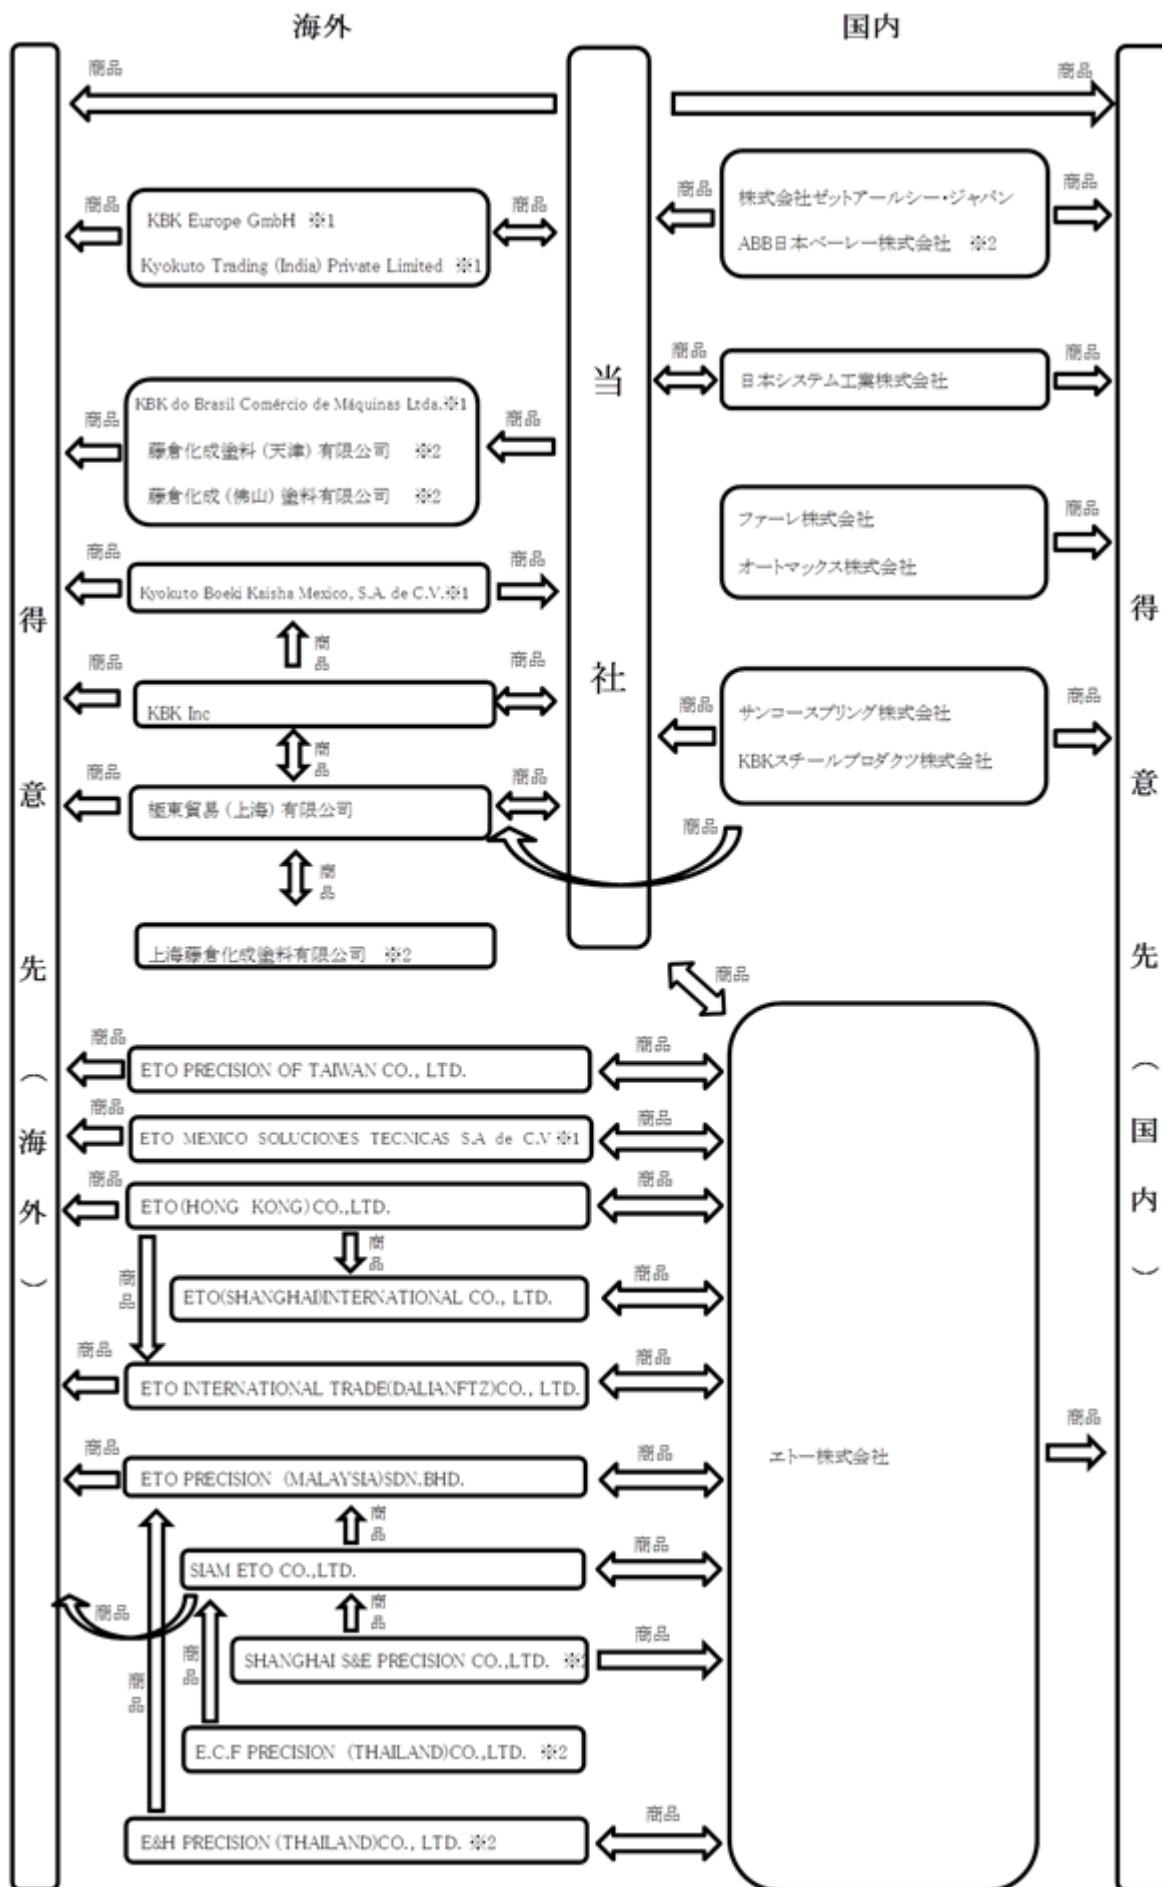 海外
国内
商品
商品
商品
KBK Europe GmbH ※1
Kyokuto Trading (India) Private Limited ※1
商品
商品
株式会社ゼットアールシー・ジャパン
ABB日本ベーレー株式会社 ※2
商品
当社
商品
日本システム工業株式会社
商品
商品
KBK do Brasil Comércio de Máquinas Ltda.※1
藤倉化成塗料(天津)有限公司 ※2
藤倉化成(佛山)塗料有限公司 ※2
商品
ファーレ株式会社
オートマックス株式会社
商品
商品
Kyokuto Boeki Kaisha Mexico, S.A. de C.V.※1
商品
商品
商品
KBK Inc
商品
商品
サンコースプリング株式会社
KBKスチールプロダクツ株式会社
商品
商品
商品
極東貿易(上海)有限公司
商品
商品
商品
上海藤倉化成塗料有限公司 ※2
商品
得意先(海外)
得意先(国内)
商品
ETO PRECISION OF TAIWAN CO., LTD.
商品
商品
ETO MEXICO SOLUCIONES TECNICAS S.A de C.V ※1
商品
商品
ETO(HONG KONG)CO.,LTD.
商品
商品
商品
ETO(SHANGHAI)INTERNATIONAL CO., LTD.
商品
商品
ETO INTERNATIONAL TRADE(DALIANFTZ)CO., LTD.
商品
エトー株式会社
商品
商品
ETO PRECISION (MALAYSIA)SDN.BHD.
商品
商品
SIAM ETO CO.,LTD.
商品
商品
商品
SHANGHAI S&E PRECISION CO.,LTD. ※2
商品
商品
商品
E.C.F PRECISION (THAILAND)CO.,LTD. ※2
E&H PRECISION (THAILAND)CO., LTD. ※2
商品